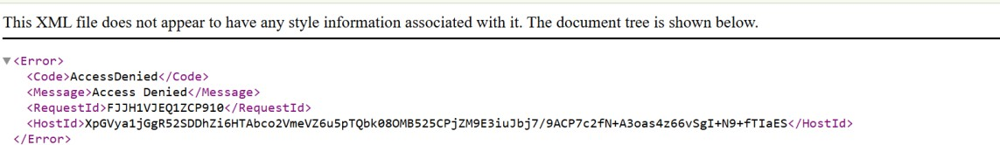 This XML file does not appear to have any style information associated with it. The document tree is shown below.
▼<Error>
<Code>AccessDenied</Code>
<Message>Access Denied</Message>
<RequestId>FJJH1VJEQ1ZCP910</RequestId>
<HostId>XpGVya1jGgR52SDDhZi6HTAbco2VmeVZ6u5pTQbk08OMB525CPjZM9E3iuJbj7/9ACP7c2fN+A3oas4z66vSgI+N9+fTIaES</HostId>
</Error>